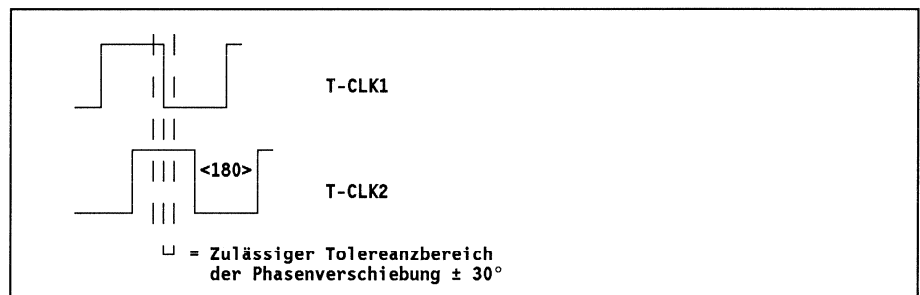 T-CLK1
<180>
T-CLK2
= Zulässiger Tolereanzbereich
der Phasenverschiebung ± 30°